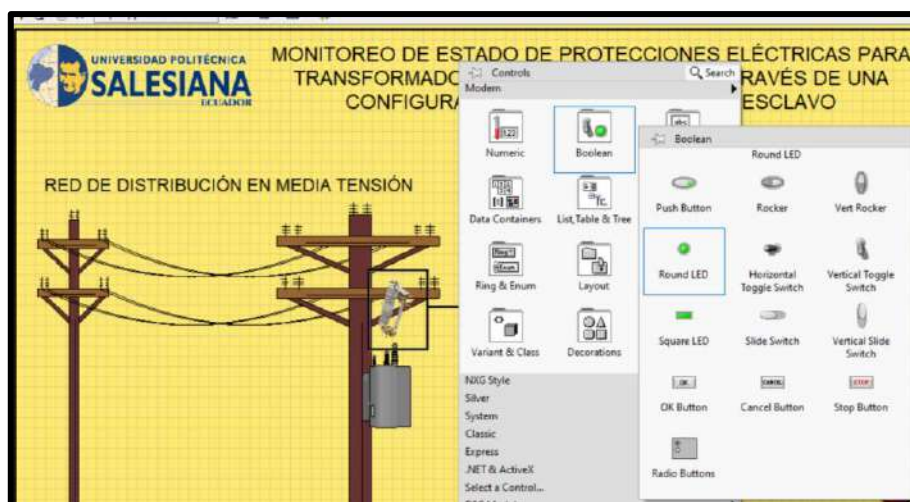 UNIVERSIDAD POLITÉCNICA
SALESIANA
ECUADOR
MONITOREO DE ESTADO DE PROTECCIONES ELÉCTRICAS PARA
TRANSFORMADO
RAVÉS DE UNA
CONFIGURA
ESCLAVO
RED DE DISTRIBUCIÓN EN MEDIA TENSIÓN
Controls
Search
Modern
Numeric
Boolean
Data Containers
List, Table & Tree
Ring & Enum
Layout
Variant & Class
Decorations
NXG Style
Silver
System
Classic
Express
.NET & ActiveX
Select a Control...
Boolean
Round LED
Push Button
Rocker
Vert Rocker
Round LED
Horizontal
Toggle Switch
Vertical Toggle
Switch
Square LED
Slide Switch
Vertical Slide
Switch
OK
CANCEL
STOP
OK Button
Cancel Button
Stop Button
Radio Buttons